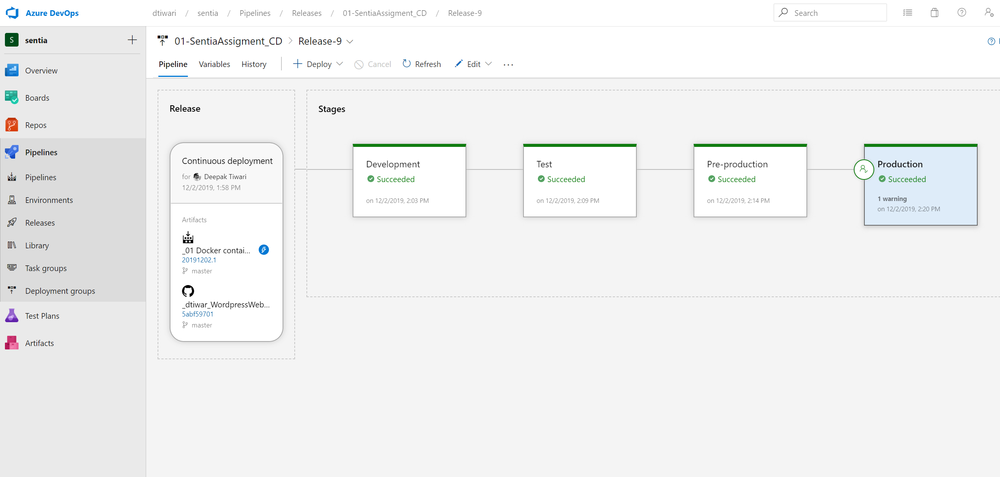 Azure DevOps
dtiwari / sentia / Pipelines / Releases / 01-SentiaAssigment_CD / Release-9
Search
S sentia
Overview
Boards
Repos
Pipelines
Pipelines
Environments
Releases
Library
Task groups
Deployment groups
Test Plans
Artifacts
01-SentiaAssigment_CD > Release-9
Pipeline Variables History Deploy Cancel Refresh Edit ...
Release
Continuous deployment
for Deepak Tiwari
12/2/2019, 1:58 PM
Artifacts
_01 Docker contai...
20191202.1
master
_dtiwar_WordpressWeb...
5abf59701
master
Stages
Development
Succeeded
on 12/2/2019, 2:03 PM
Test
Succeeded
on 12/2/2019, 2:09 PM
Pre-production
Succeeded
on 12/2/2019, 2:14 PM
Production
Succeeded
1 warning
on 12/2/2019, 2:20 PM